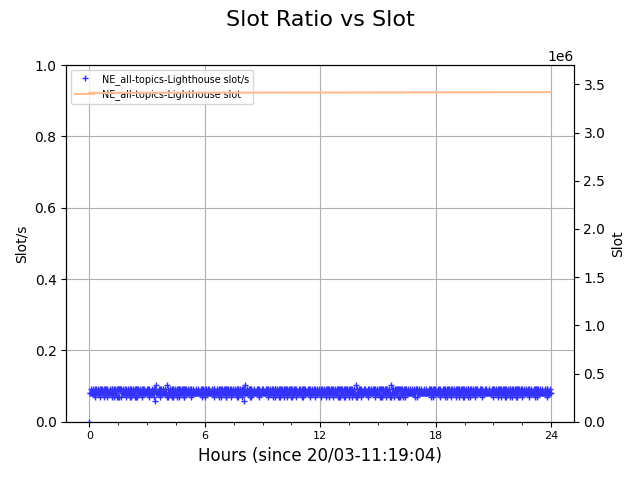 Slot Ratio vs Slot
1e6
NE_all-topics-Lighthouse slot/s
NE_all-topics-Lighthouse slot
1.0
0.8
0.6
0.4
0.2
0.0
Slot/s
3.5
3.0
2.5
2.0
1.5
1.0
0.5
0.0
Slot
0 6 12 18 24
Hours (since 20/03-11:19:04)